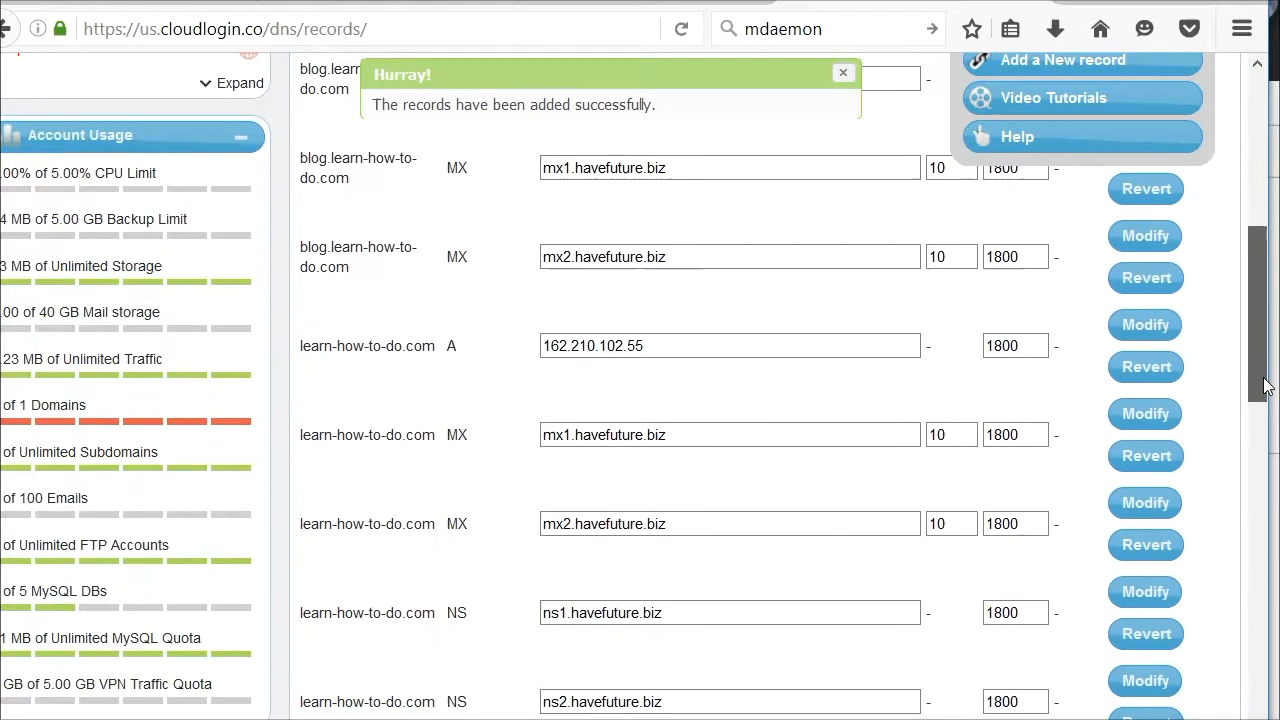 https://us.cloudlogin.co/dns/records/
mdaemon
Expand
Account Usage
.00% of 5.00% CPU Limit
4 MB of 5.00 GB Backup Limit
3 MB of Unlimited Storage
.00 of 40 GB Mail storage
.23 MB of Unlimited Traffic
of 1 Domains
of Unlimited Subdomains
of 100 Emails
of Unlimited FTP Accounts
of 5 MySQL DBs
1 MB of Unlimited MySQL Quota
GB of 5.00 GB VPN Traffic Quota
Hurray!
The records have been added successfully.
Add a New record
Video Tutorials
Help
blog.learn
do.com -
blog.learn-how-to-
do.com MX mx1.havefuture.biz 10 1800 -
Revert
blog.learn-how-to-
do.com MX mx2.havefuture.biz 10 1800 -
Modify
Revert
learn-how-to-do.com A 162.210.102.55 - 1800
Modify
Revert
learn-how-to-do.com MX mx1.havefuture.biz 10 1800 -
Modify
Revert
learn-how-to-do.com MX mx2.havefuture.biz 10 1800 -
Modify
Revert
learn-how-to-do.com NS ns1.havefuture.biz - 1800
Modify
Revert
learn-how-to-do.com NS ns2.havefuture.biz - 1800
Modify